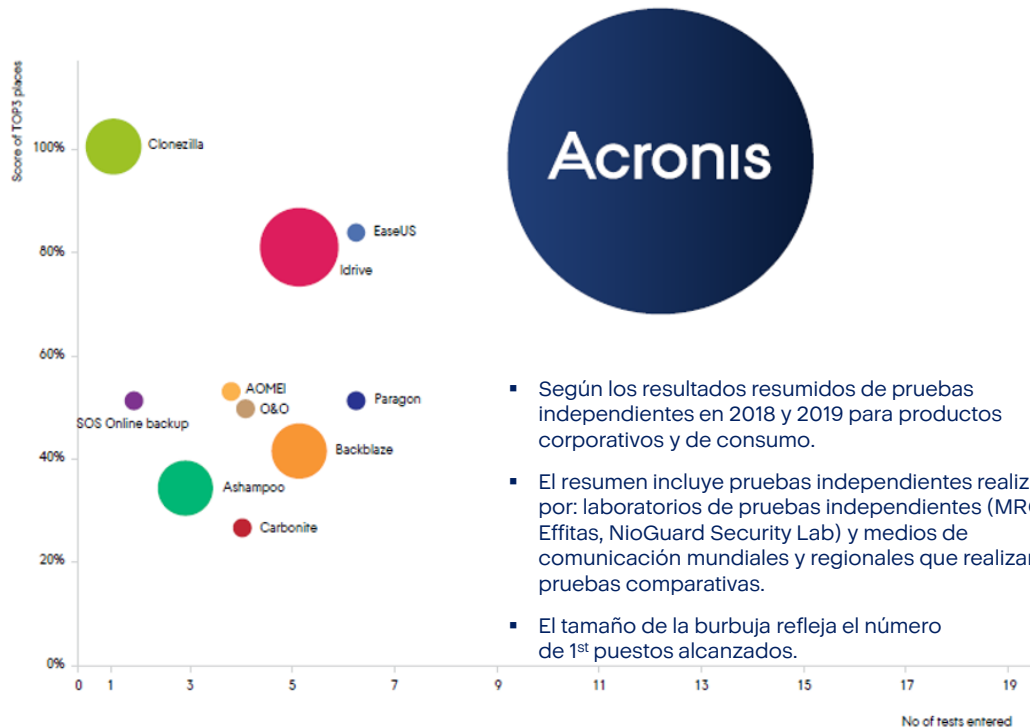 Score of TOP3 places
100%
80%
60%
40%
20%
0%
Clonezilla
Acronis
EaseUS
Idrive
AOMEI
O&O
Paragon
SOS Online backup
Backblaze
Ashampoo
Carbonite
▪ Según los resultados resumidos de pruebas
independientes en 2018 y 2019 para productos
corporativos y de consumo.
▪ El resumen incluye pruebas independientes realiz
por: laboratorios de pruebas independientes (MRG
Effitas, NioGuard Security Lab) y medios de
comunicación mundiales y regionales que realizan
pruebas comparativas.
▪ El tamaño de la burbuja refleja el número
de 1st puestos alcanzados.
0 1 3 5 7 9 11 13 15 17 19
No of tests entered